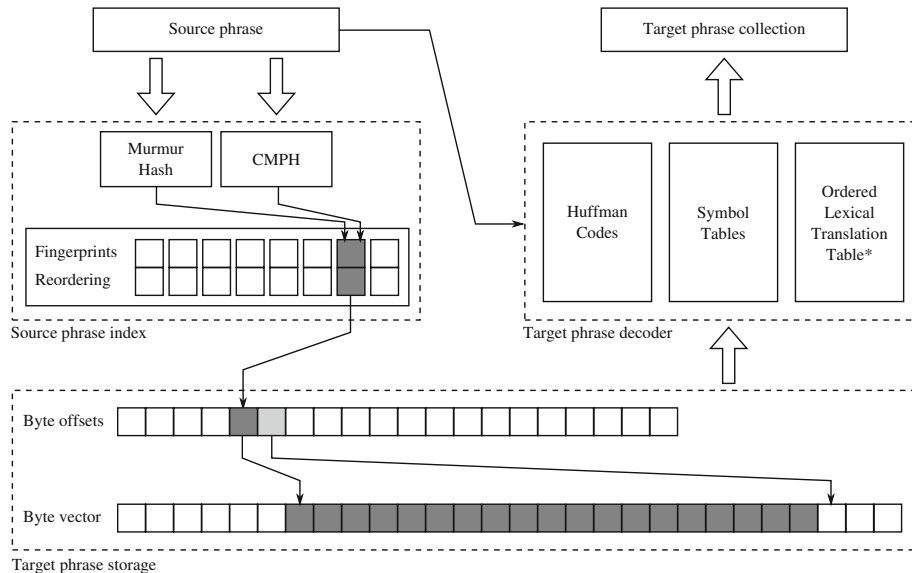 Source phrase
Target phrase collection
Murmur
Hash
CMPH
Fingerprints
Reordering
Source phrase index
Huffman
Codes
Symbol
Tables
Ordered
Lexical
Translation
Table*
Target phrase decoder
Byte offsets
Byte vector
Target phrase storage